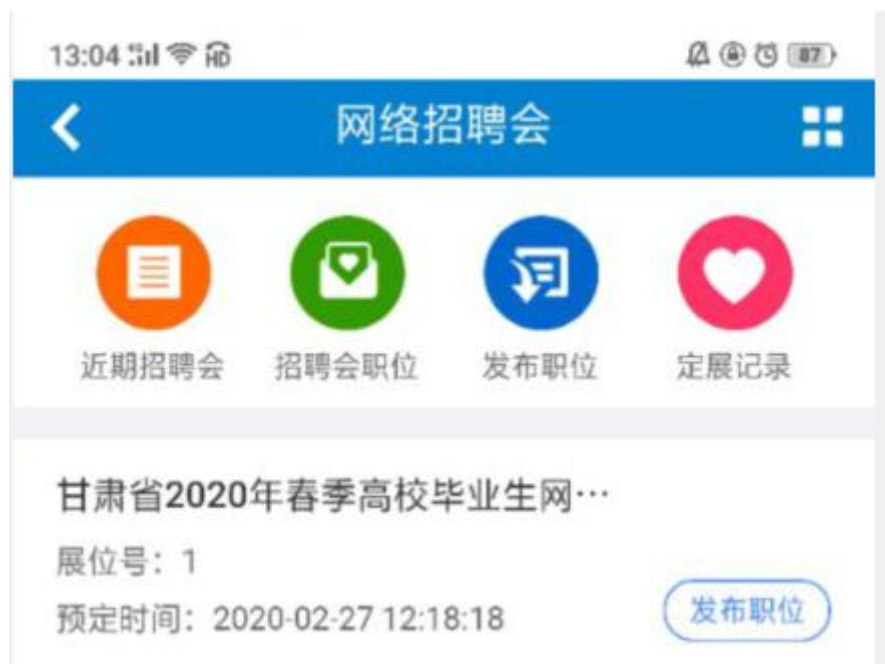 13:04 HD 87
网络招聘会
近期招聘会 招聘会职位 发布职位 定展记录
甘肃省2020年春季高校毕业生网…
展位号：1
预定时间：2020-02-27 12:18:18 发布职位